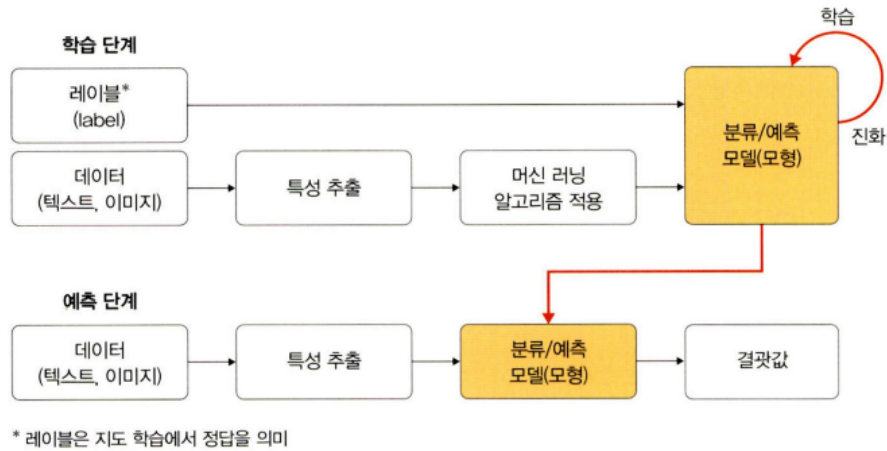 학습
학습 단계
레이블*
(label)
분류/예측
모델(모형)
진화
데이터
(텍스트, 이미지)
특성 추출
머신 러닝
알고리즘 적용
예측 단계
데이터
(텍스트, 이미지)
특성 추출
분류/예측
모델(모형)
결괏값
* 레이블은 지도 학습에서 정답을 의미